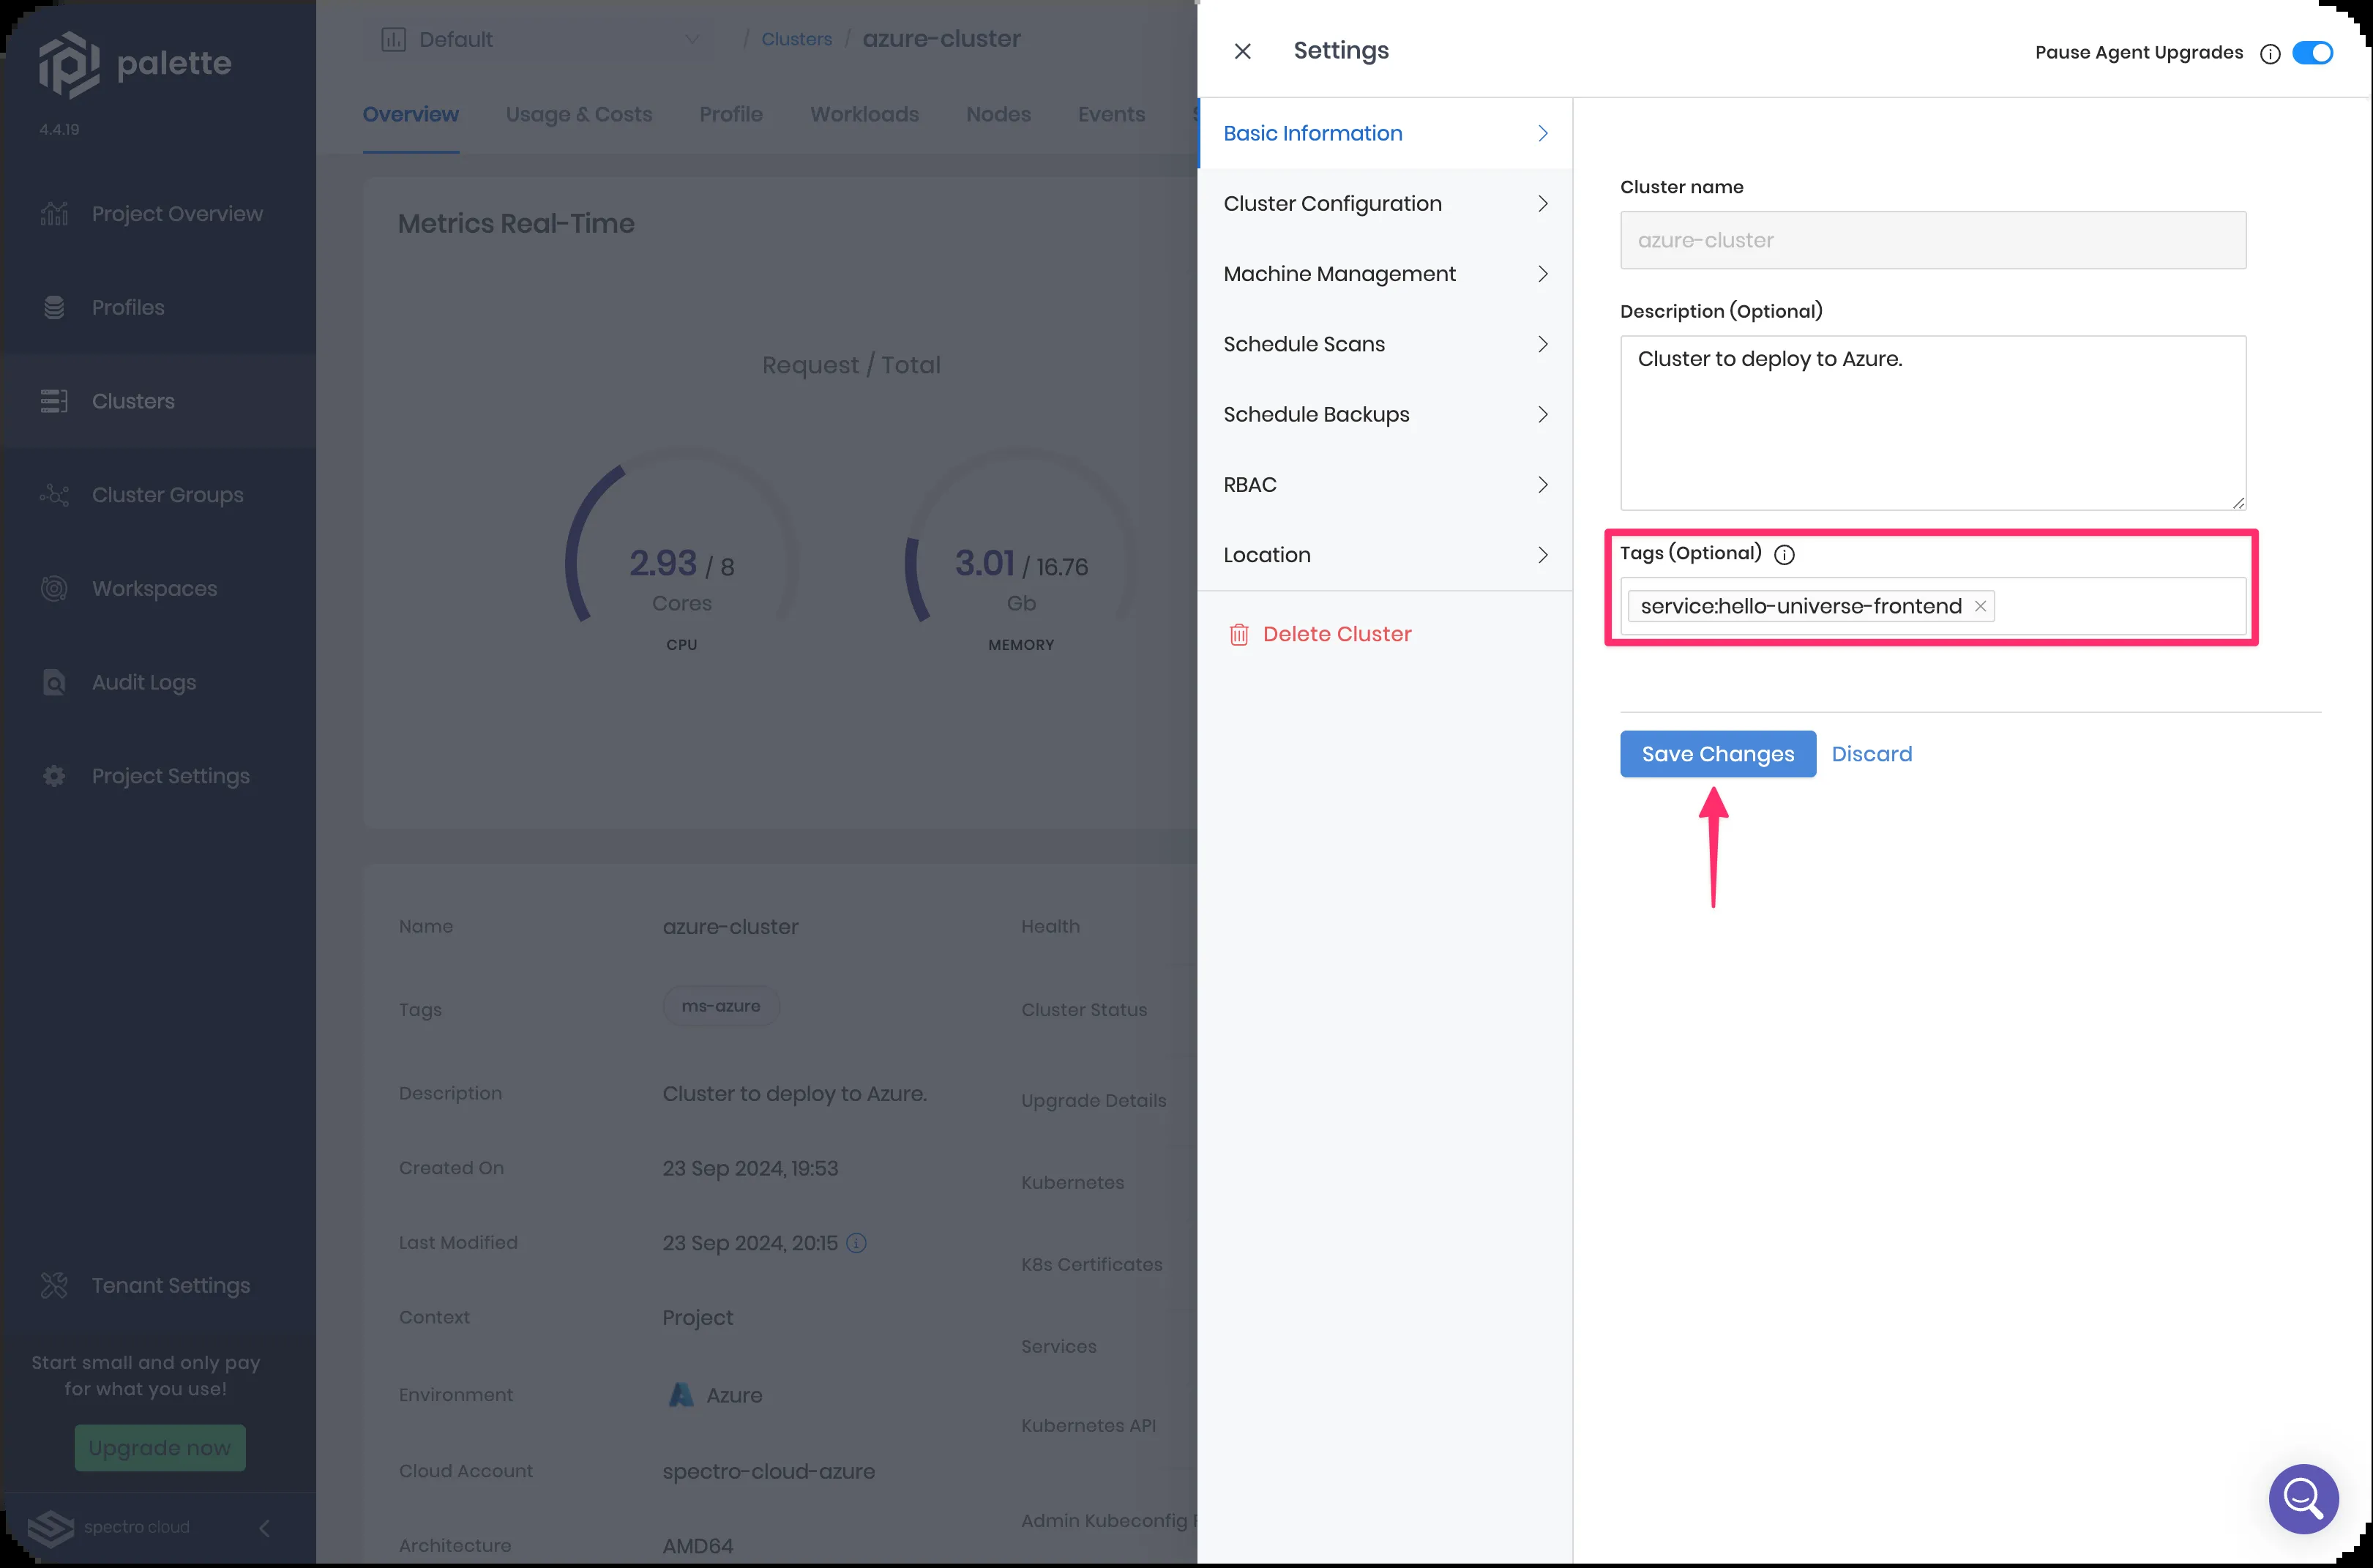 palette
4.4.19
Project Overview
Profiles
Clusters
Cluster Groups
Workspaces
Audit Logs
Project Settings
Tenant Settings
Start small and only pay
for what you use!
Upgrade now
spectro cloud
Default
/ Clusters / azure-cluster
Overview Usage & Costs Profile Workloads Nodes Events
Metrics Real-Time
Request / Total
2.93 / 8
Cores
CPU
3.01 / 16.76
Gb
MEMORY
Name azure-cluster
Tags ms-azure
Description Cluster to deploy to Azure.
Created On 23 Sep 2024, 19:53
Last Modified 23 Sep 2024, 20:15
Context Project
Environment Azure
Cloud Account spectro-cloud-azure
Architecture AMD64
Health
Cluster Status
Upgrade Details
Kubernetes
K8s Certificates
Services
Kubernetes API
Admin Kubeconfig
Settings
Pause Agent Upgrades
Basic Information
Cluster Configuration
Machine Management
Schedule Scans
Schedule Backups
RBAC
Location
Delete Cluster
Cluster name
azure-cluster
Description (Optional)
Cluster to deploy to Azure.
Tags (Optional)
service:hello-universe-frontend
Save Changes Discard